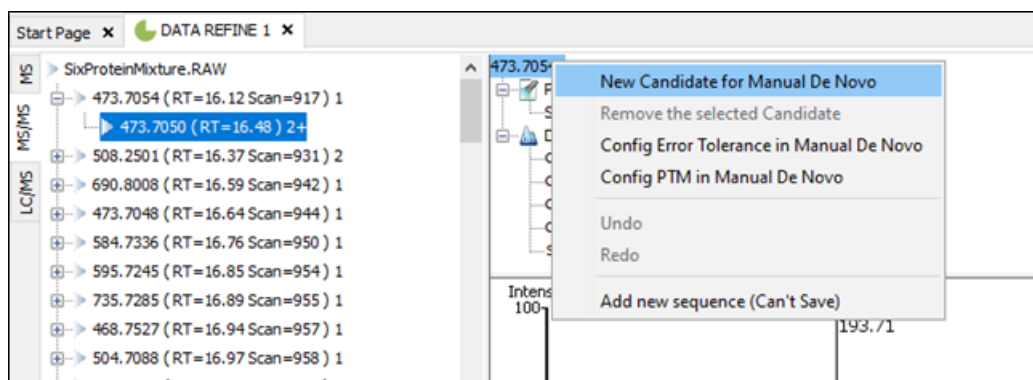 Start Page
DATA REFINE 1
MS
MS/MS
LC/MS
SixProteinMixture.RAW
473.7054 (RT=16.12 Scan=917) 1
473.7050 (RT=16.48 ) 2+
508.2501 (RT=16.37 Scan=931) 2
690.8008 (RT=16.59 Scan=942) 1
473.7048 (RT=16.64 Scan=944) 1
584.7336 (RT=16.76 Scan=950) 1
595.7245 (RT=16.85 Scan=954) 1
735.7285 (RT=16.89 Scan=955) 1
468.7527 (RT=16.94 Scan=957) 1
504.7088 (RT=16.97 Scan=958) 1
473.705
New Candidate for Manual De Novo
Remove the selected Candidate
Config Error Tolerance in Manual De Novo
Config PTM in Manual De Novo
Undo
Redo
Add new sequence (Can't Save)
Intens
100
193.71